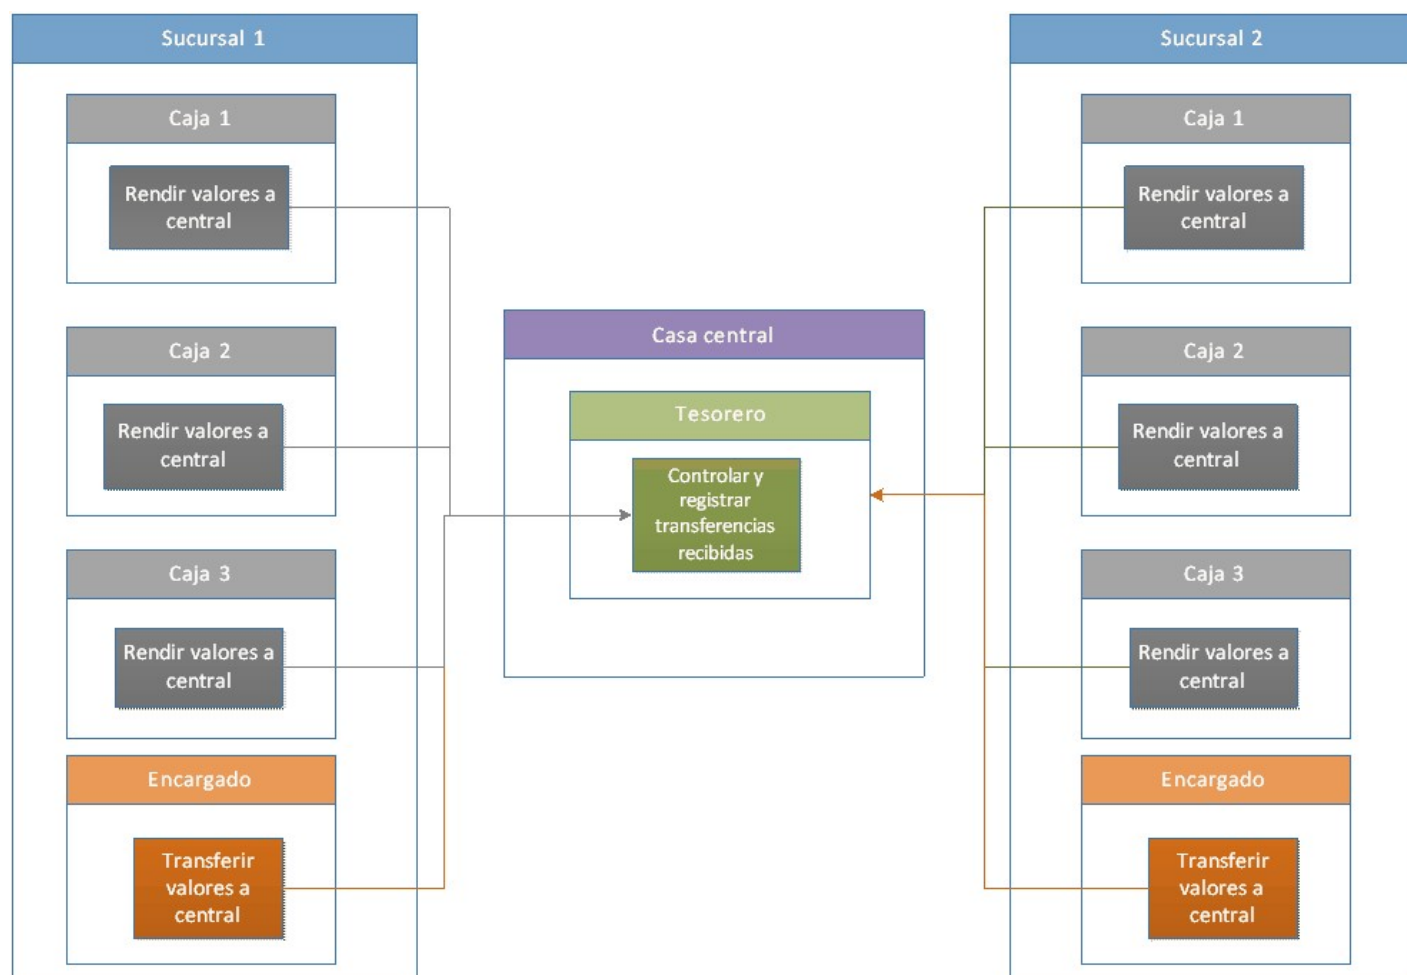 Sucursal 1
Caja 1
Rendir valores a
central
Caja 2
Rendir valores a
central
Caja 3
Rendir valores a
central
Encargado
Transferir
valores a
central
Casa central
Tesorero
Controlar y
registrar
transferencias
recibidas
Sucursal 2
Caja 1
Rendir valores a
central
Caja 2
Rendir valores a
central
Caja 3
Rendir valores a
central
Encargado
Transferir
valores a
central